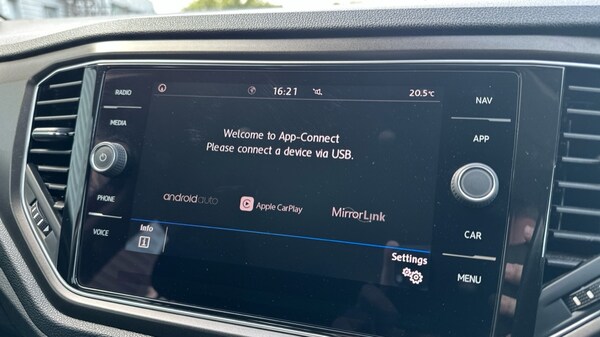 RADIO
MEDIA
PHONE
VOICE
16:21
20.5°C
Welcome to App-Connect
Please connect a device via USB.
androidauto
Apple CarPlay
MirrorLink
Info
Settings
NAV
APP
CAR
MENU